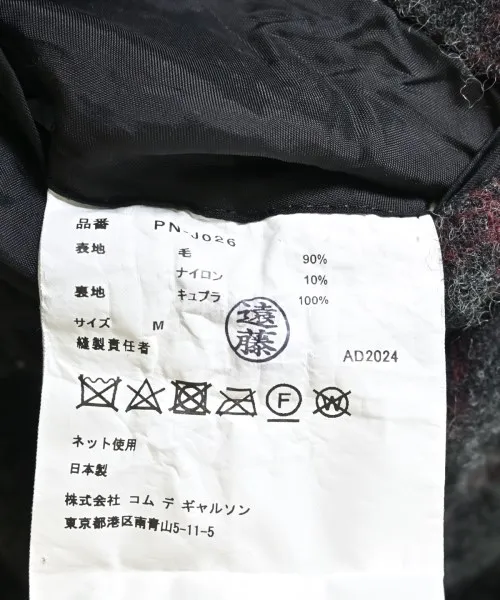 品番 PN-J026
表地 毛 90%
ナイロン 10%
裏地 キュプラ 100%
サイズ M
縫製責任者 遠藤
AD2024
F W
ネット使用
日本製
株式会社 コム デ ギャルソン
東京都港区南青山5-11-5